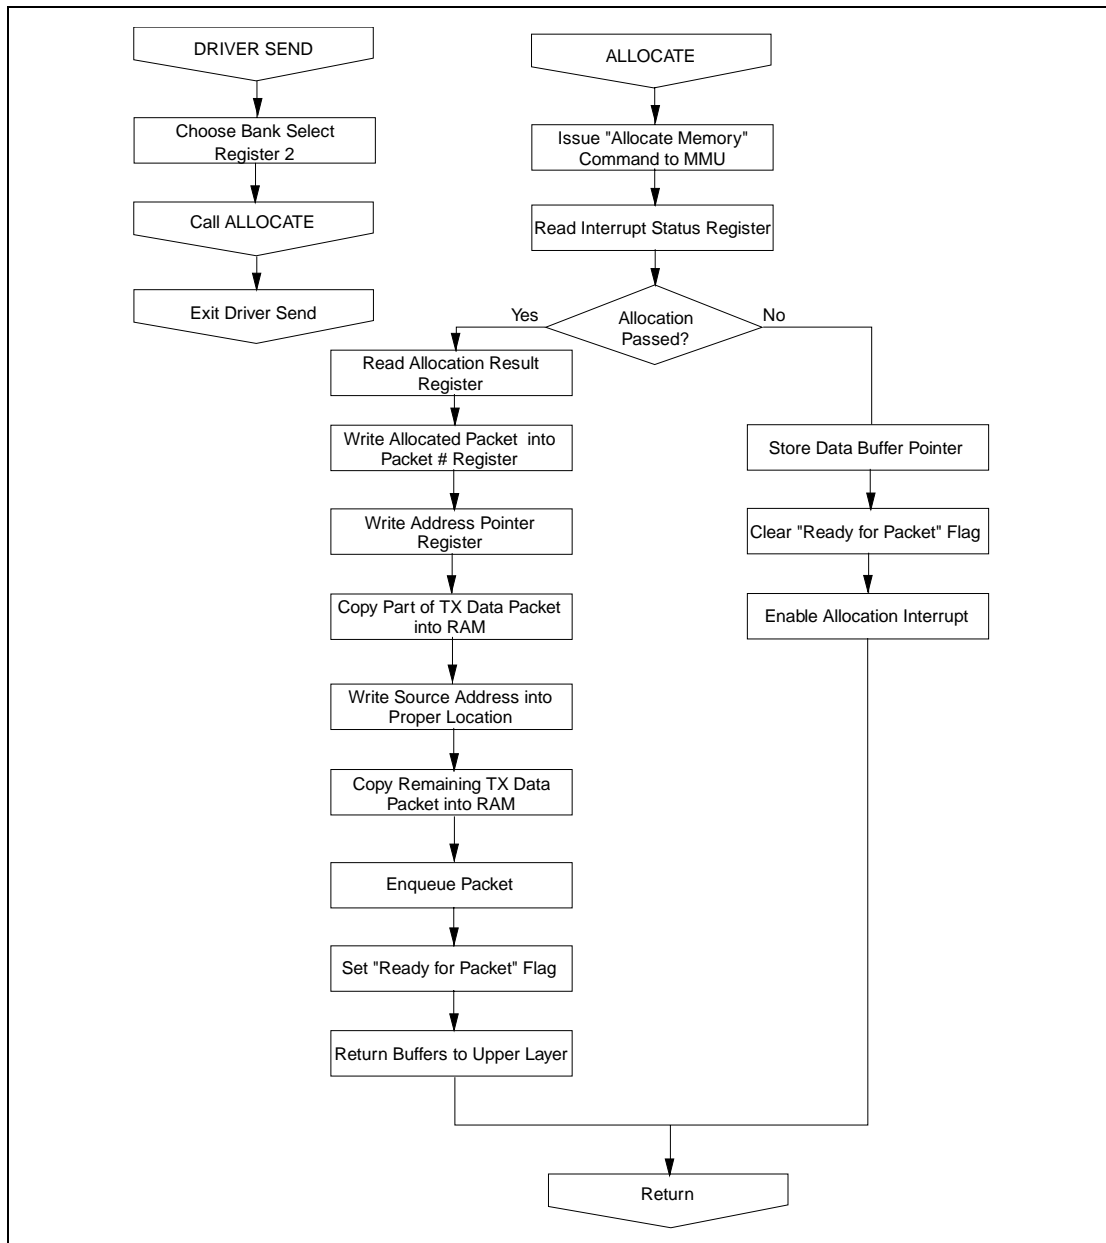 DRIVER SEND
Choose Bank Select
Register 2
Call ALLOCATE
Exit Driver Send
ALLOCATE
Issue "Allocate Memory"
Command to MMU
Read Interrupt Status Register
Allocation
Passed?
Yes
No
Read Allocation Result
Register
Write Allocated Packet into
Packet # Register
Write Address Pointer
Register
Copy Part of TX Data Packet
into RAM
Write Source Address into
Proper Location
Copy Remaining TX Data
Packet into RAM
Enqueue Packet
Set "Ready for Packet" Flag
Return Buffers to Upper Layer
Store Data Buffer Pointer
Clear "Ready for Packet" Flag
Enable Allocation Interrupt
Return